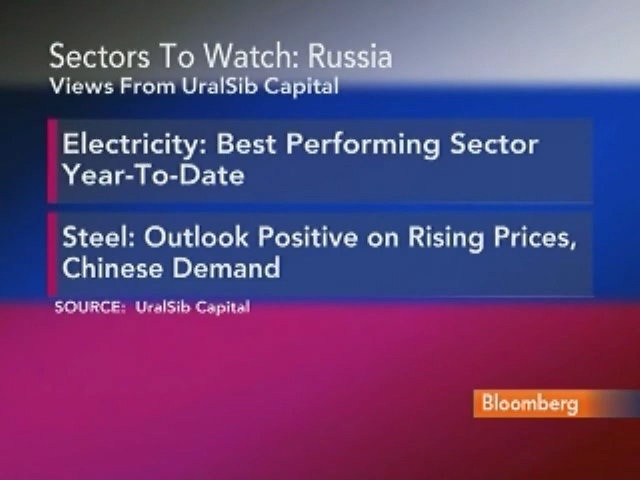 Sectors To Watch: Russia
Views From UralSib Capital
Electricity: Best Performing Sector
Year-To-Date
Steel: Outlook Positive on Rising Prices,
Chinese Demand
SOURCE: UralSib Capital
Bloomberg